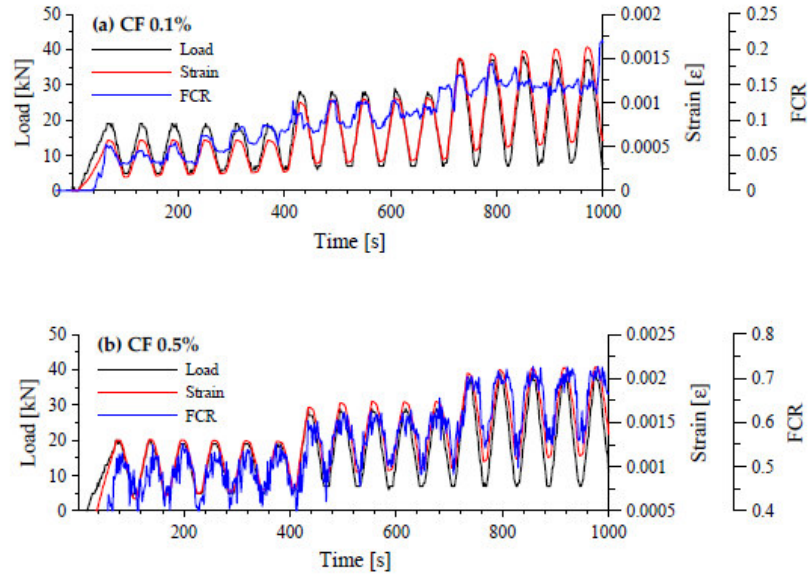 (a) CF 0.1%
Load
Strain
FCR
Load [kN]
50
40
30
20
10
0
200
400
600
800
1000
Time [s]
0.002
0.0015
0.001
0.0005
0
Strain [ε]
0.25
0.2
0.15
0.1
0.05
0
FCR
(b) CF 0.5%
Load
Strain
FCR
Load [kN]
50
40
30
20
10
0
200
400
600
800
1000
Time [s]
0.0025
0.002
0.0015
0.001
0.0005
Strain [ε]
0.8
0.7
0.6
0.5
0.4
FCR